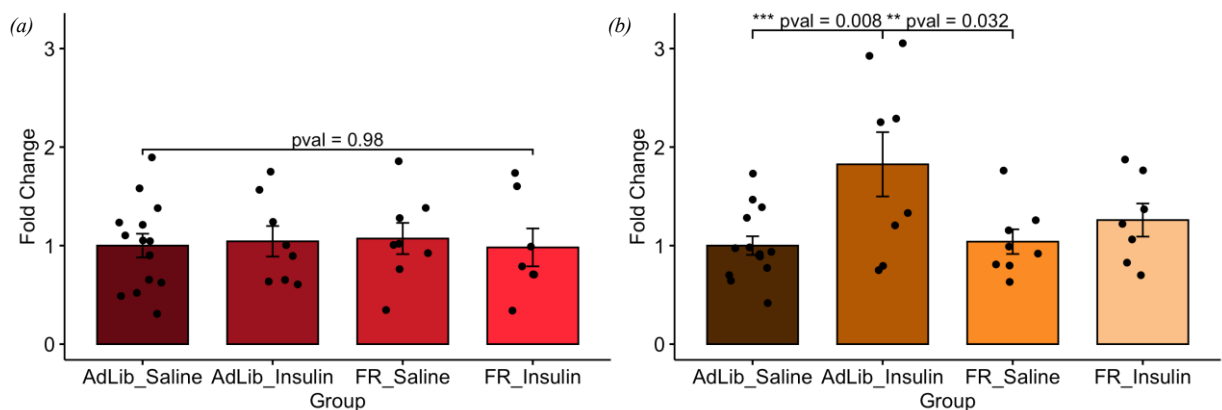 (a)
Fold Change
3
2
1
0
pval = 0.98
AdLib_Saline AdLib_Insulin FR_Saline FR_Insulin
Group
(b)
Fold Change
3
2
1
0
*** pval = 0.008 ** pval = 0.032
AdLib_Saline AdLib_Insulin FR_Saline FR_Insulin
Group